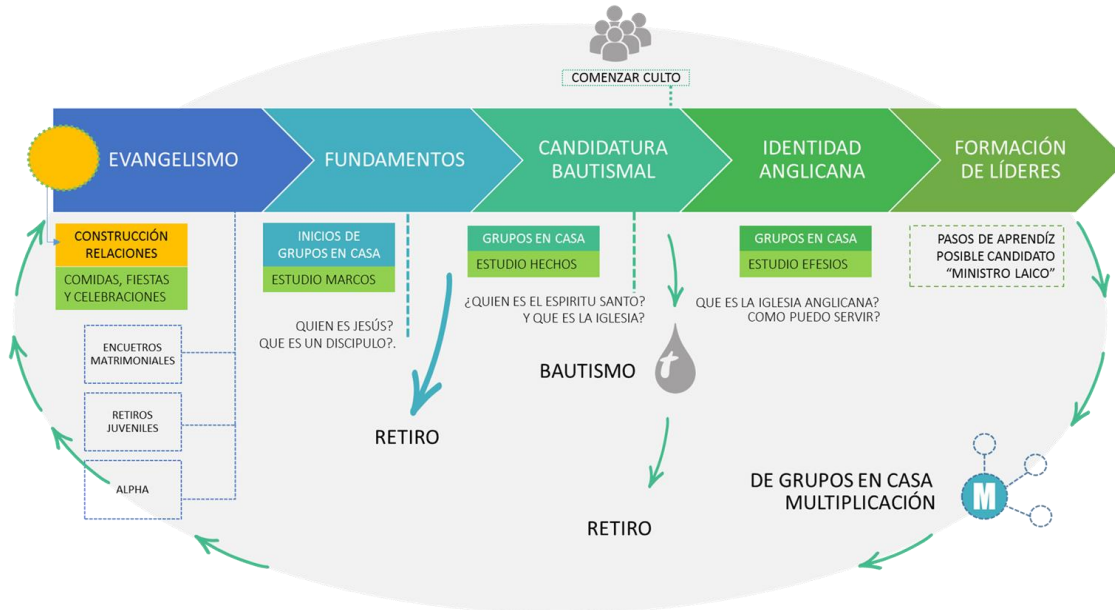 COMENZAR CULTO
EVANGELISMO
FUNDAMENTOS
CANDIDATURA
BAUTISMAL
IDENTIDAD
ANGLICANA
FORMACIÓN
DE LÍDERES
CONSTRUCCIÓN
RELACIONES
COMIDAS, FIESTAS
Y CELEBRACIONES
ENCUETROS
MATRIMONIALES
RETIROS
JUVENILES
ALPHA
INICIOS DE
GRUPOS EN CASA
ESTUDIO MARCOS
QUIEN ES JESÚS?
QUE ES UN DISCIPULO?.
RETIRO
GRUPOS EN CASA
ESTUDIO HECHOS
¿QUIEN ES EL ESPIRITU SANTO?
Y QUE ES LA IGLESIA?
BAUTISMO
RETIRO
GRUPOS EN CASA
ESTUDIO EFESIOS
QUE ES LA IGLESIA ANGLICANA?
COMO PUEDO SERVIR?
PASOS DE APRENDÍZ
POSIBLE CANDIDATO
“MINISTRO LAICO”
DE GRUPOS EN CASA
MULTIPLICACIÓN
M